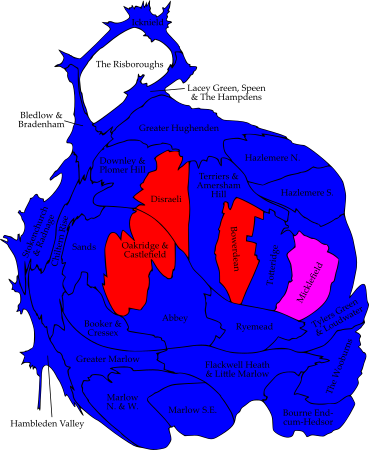 Icknield
The Risboroughs
Lacey Green, Speen
& The Hampdens
Bledlow &
Bradenham
Greater Hughenden
Hazlemere N.
Downley &
Plomer Hill
Terriers &
Amersham
Hill
Hazlemere S.
Disraeli
Sands
Oakridge &
Castlefield
Bowerdean
Totteridge
Micklefield
Booker &
Cressex
Abbey
Ryemead
Tylers Green
& Loudwater
Greater Marlow
Flackwell Heath
& Little Marlow
The Wooburns
Marlow
N. & W.
Marlow S.E.
Bourne End-
cum-Hedsor
Hambleden Valley